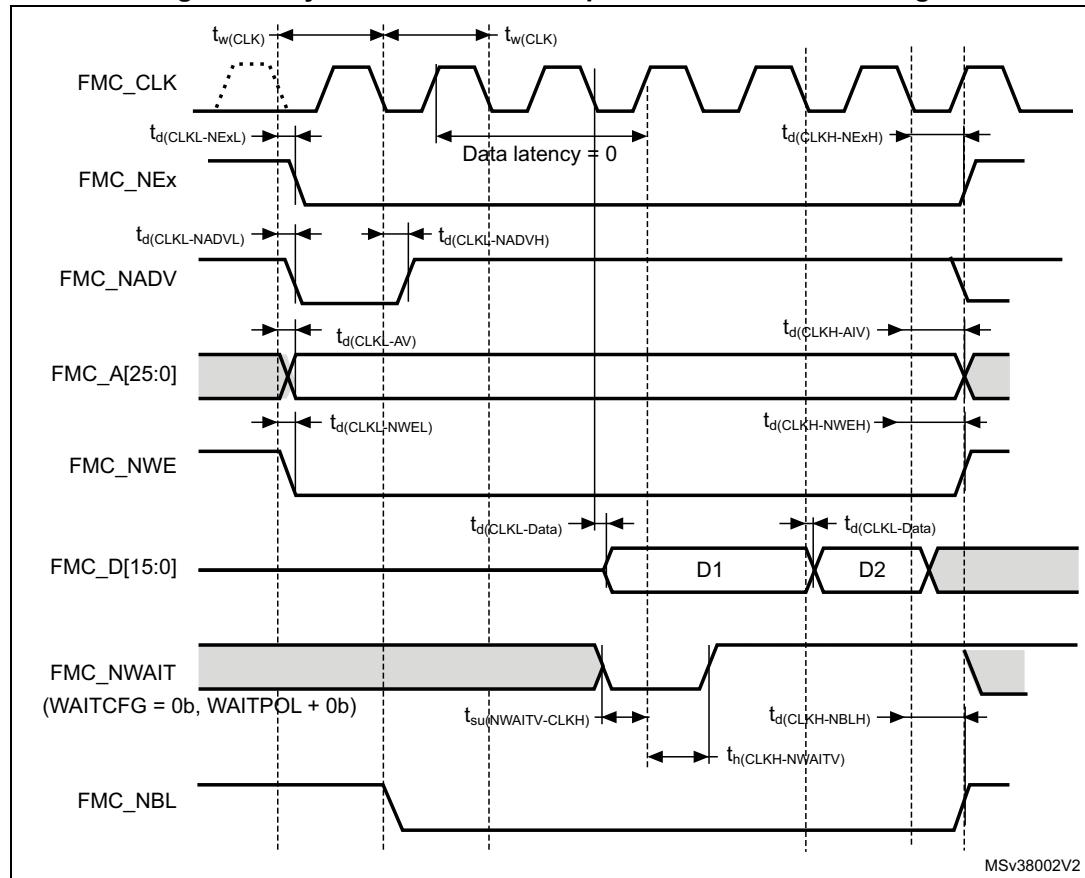 tw(CLK) tw(CLK)
FMC_CLK
td(CLKL-NExL) td(CLKH-NExH)
Data latency = 0
FMC_NEx
td(CLKL-NADVL) td(CLKL-NADVH)
FMC_NADV
td(CLKL-AV) td(CLKH-AIV)
FMC_A[25:0]
td(CLKL-NWEL) td(CLKH-NWEH)
FMC_NWE
td(CLKL-Data) td(CLKL-Data)
FMC_D[15:0] D1 D2
FMC_NWAIT
(WAITCFG = 0b, WAITPOL + 0b)
tsu(NWAITV-CLKH) td(CLKH-NBLH)
th(CLKH-NWAITV)
FMC_NBL
MSv38002V2